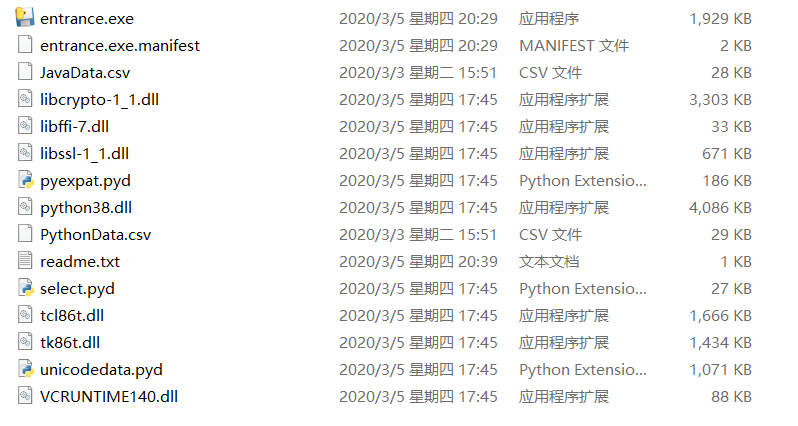 entrance.exe 2020/3/5 星期四 20:29 应用程序 1,929 KB
entrance.exe.manifest 2020/3/5 星期四 20:29 MANIFEST 文件 2 KB
JavaData.csv 2020/3/3 星期二 15:51 CSV 文件 28 KB
libcrypto-1_1.dll 2020/3/5 星期四 17:45 应用程序扩展 3,303 KB
libffi-7.dll 2020/3/5 星期四 17:45 应用程序扩展 33 KB
libssl-1_1.dll 2020/3/5 星期四 17:45 应用程序扩展 671 KB
pyexpat.pyd 2020/3/5 星期四 17:45 Python Extensio... 186 KB
python38.dll 2020/3/5 星期四 17:45 应用程序扩展 4,086 KB
PythonData.csv 2020/3/3 星期二 15:51 CSV 文件 29 KB
readme.txt 2020/3/5 星期四 20:39 文本文档 1 KB
select.pyd 2020/3/5 星期四 17:45 Python Extensio... 27 KB
tcl86t.dll 2020/3/5 星期四 17:45 应用程序扩展 1,666 KB
tk86t.dll 2020/3/5 星期四 17:45 应用程序扩展 1,434 KB
unicodedata.pyd 2020/3/5 星期四 17:45 Python Extensio... 1,071 KB
VCRUNTIME140.dll 2020/3/5 星期四 17:45 应用程序扩展 88 KB